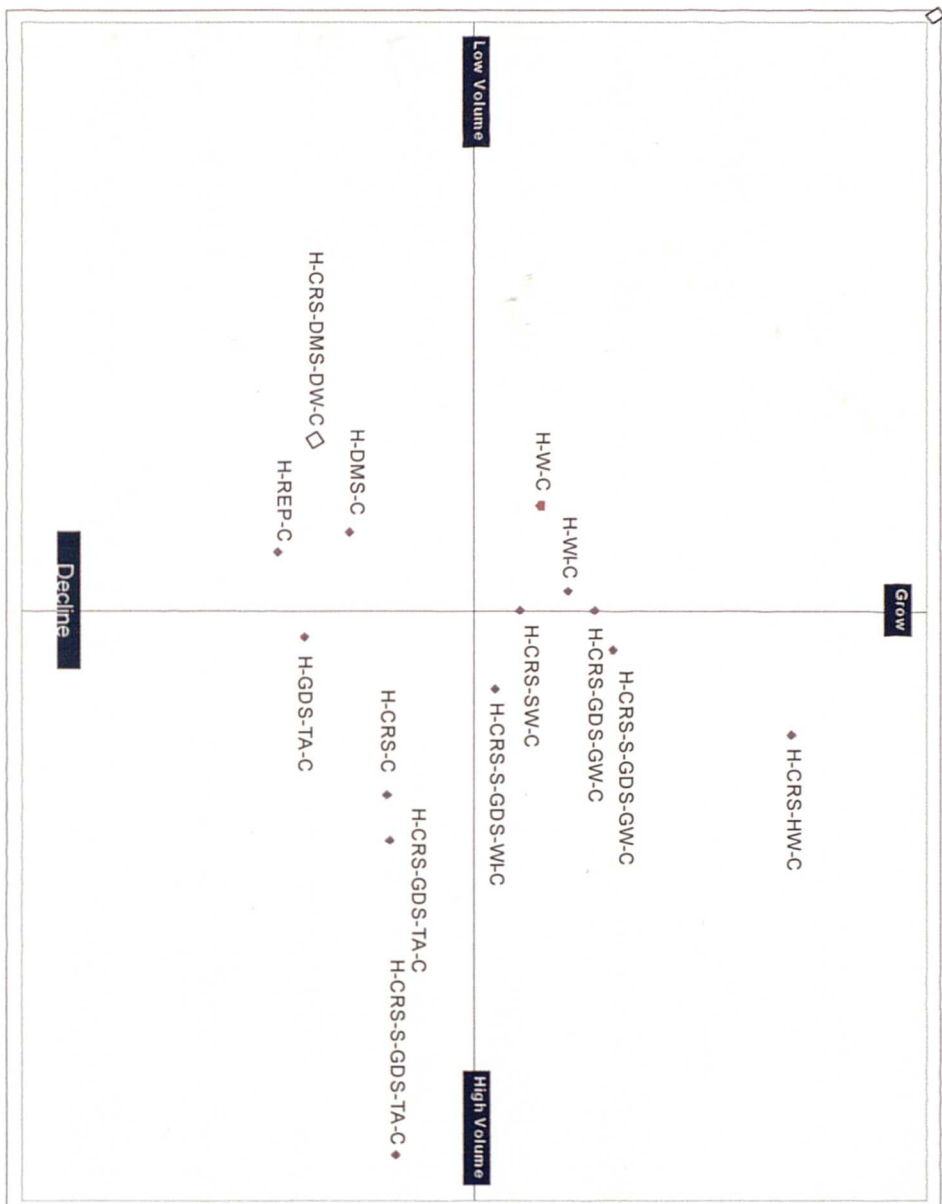 Grow
H-CRS-HW-C
H-CRS-S-GDS-GW-C
H-CRS-GDS-GW-C
H-WI-C
H-W-C
H-CRS-SW-C
H-CRS-S-GDS-WI-C
Low Volume
High Volume
H-DMS-C
H-CRS-DMS-DW-C
H-REP-C
H-CRS-GDS-TA-C
H-CRS-S-GDS-TA-C
H-CRS-C
H-GDS-TA-C
Decline